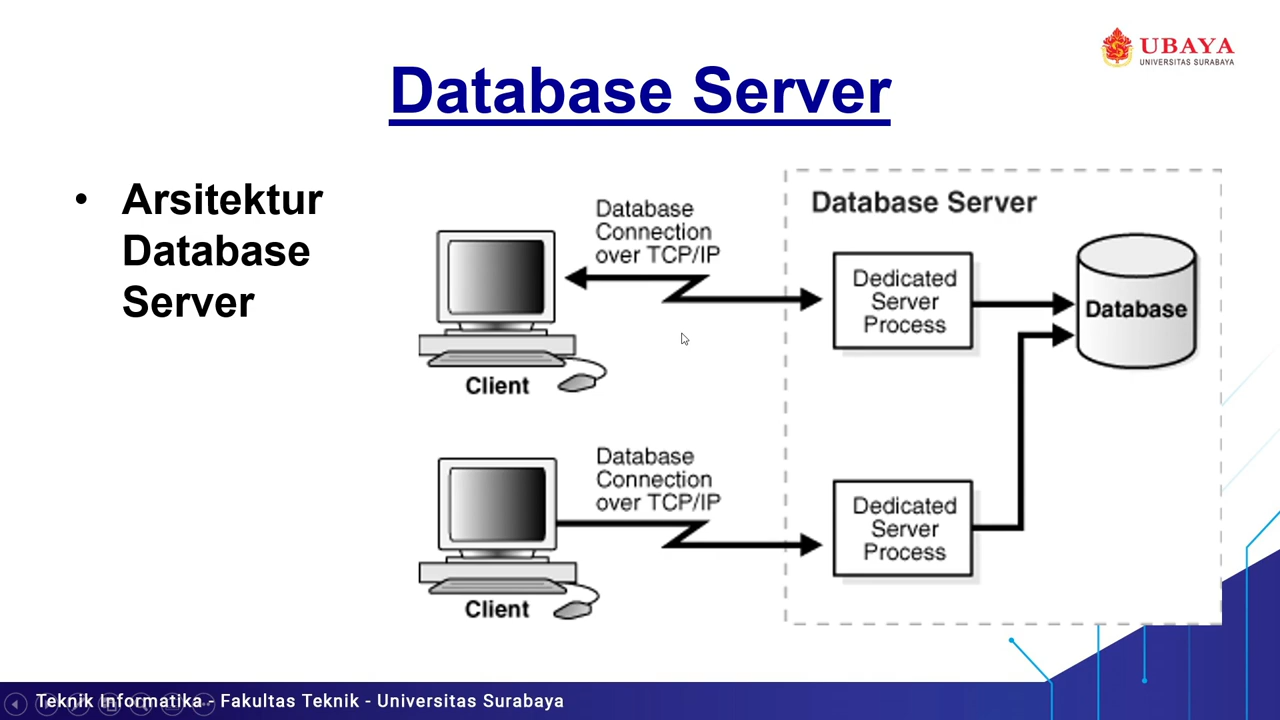 UBAYA
UNIVERSITAS SURABAYA
Database Server
• Arsitektur
Database
Server
Database
Connection
over TCP/IP
Client
Database Server
Dedicated
Server
Process
Database
Database
Connection
over TCP/IP
Client
Dedicated
Server
Process
Teknik Informatika - Fakultas Teknik - Universitas Surabaya